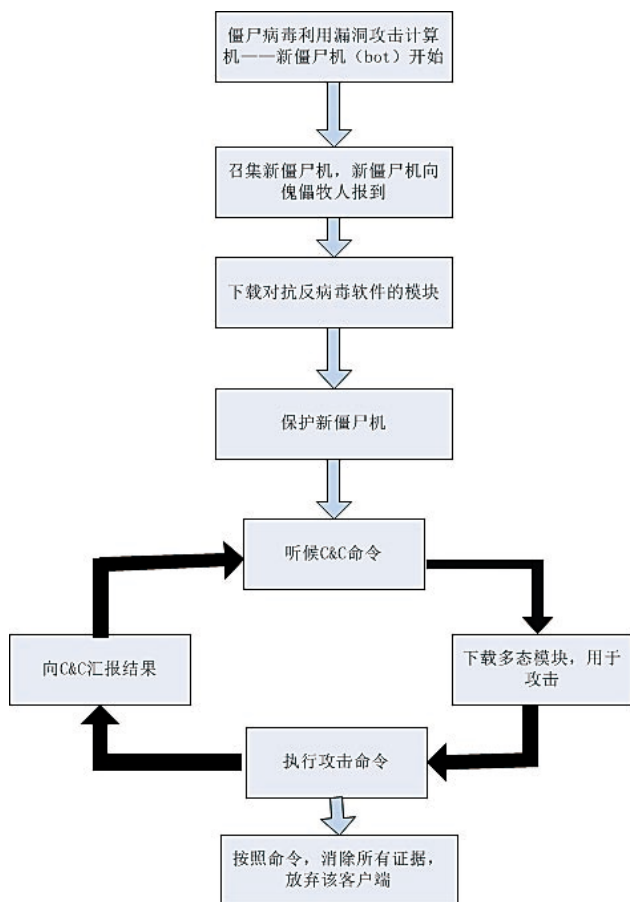 僵尸病毒利用漏洞攻击计算
机——新僵尸机（bot）开始
召集新僵尸机，新僵尸机向
傀儡牧人报到
下载对抗反病毒软件的模块
保护新僵尸机
听候C&C命令
向C&C汇报结果
下载多态模块，用于
攻击
执行攻击命令
按照命令，消除所有证据，
放弃该客户端